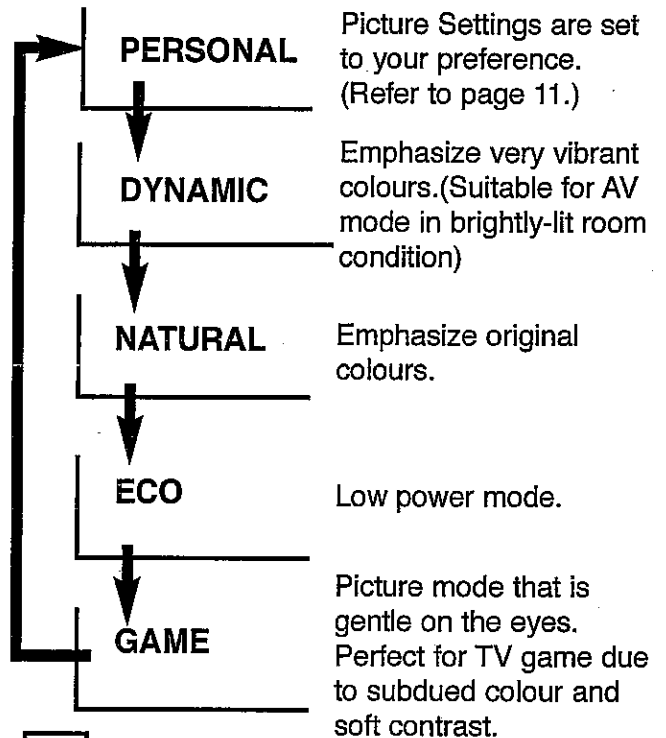 PERSONAL
Picture Settings are set
to your preference.
(Refer to page 11.)
DYNAMIC
Emphasize very vibrant
colours.(Suitable for AV
mode in brightly-lit room
condition)
NATURAL
Emphasize original
colours.
ECO
Low power mode.
GAME
Picture mode that is
gentle on the eyes.
Perfect for TV game due
to subdued colour and
soft contrast.